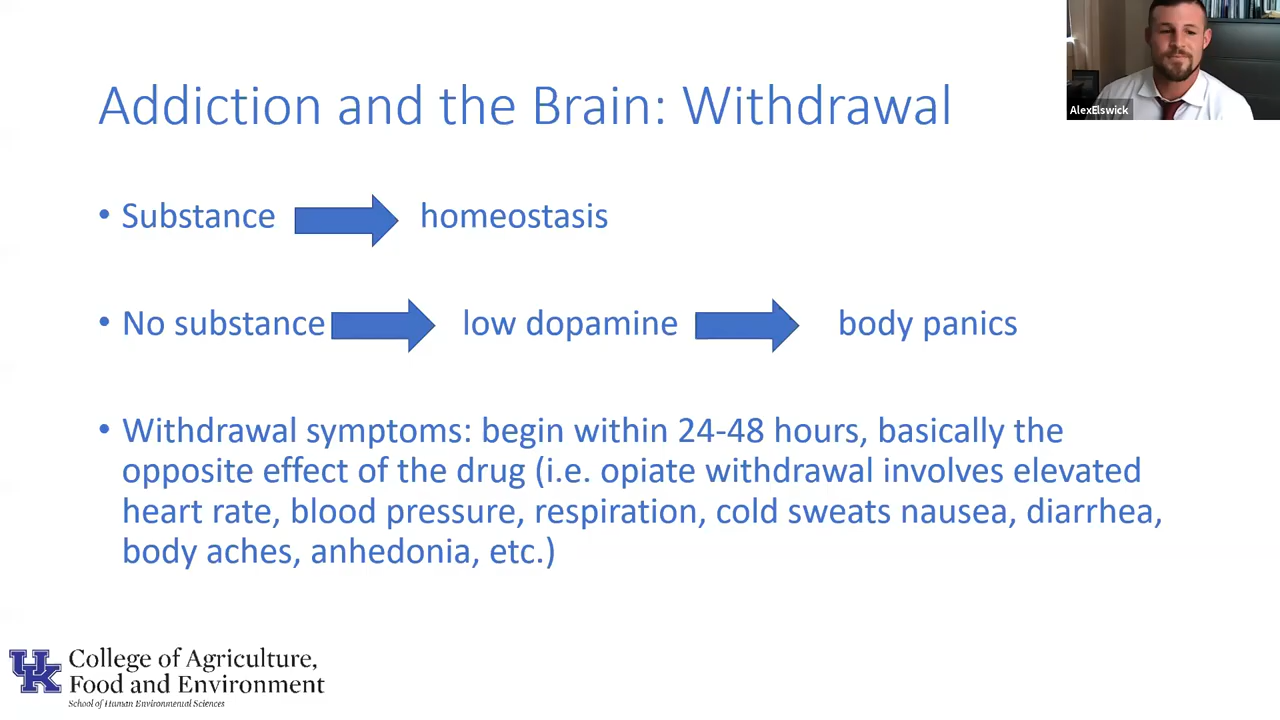 Addiction and the Brain: Withdrawal
AlexElswick
• Substance homeostasis
• No substance low dopamine body panics
• Withdrawal symptoms: begin within 24-48 hours, basically the
opposite effect of the drug (i.e. opiate withdrawal involves elevated
heart rate, blood pressure, respiration, cold sweats nausea, diarrhea,
body aches, anhedonia, etc.)
UK
College of Agriculture,
Food and Environment
School of Human Environmental Sciences